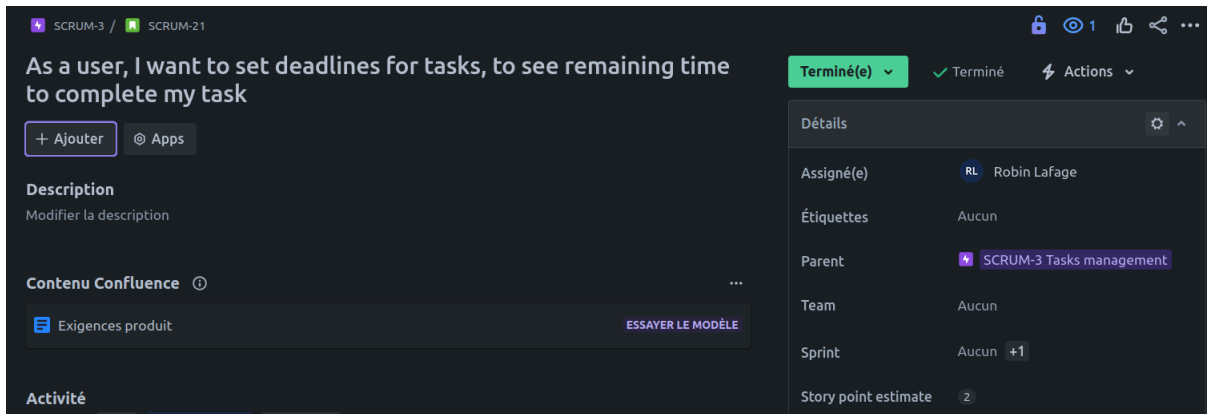 SCRUM-3 / SCRUM-21
1
As a user, I want to set deadlines for tasks, to see remaining time
to complete my task
+ Ajouter
Apps
Description
Modifier la description
Contenu Confluence
Exigences produit
ESSAYER LE MODÈLE
Activité
Terminé(e)
Terminé
Actions
Détails
Assigné(e)
RL Robin Lafage
Étiquettes
Aucun
Parent
SCRUM-3 Tasks management
Team
Aucun
Sprint
Aucun +1
Story point estimate
2